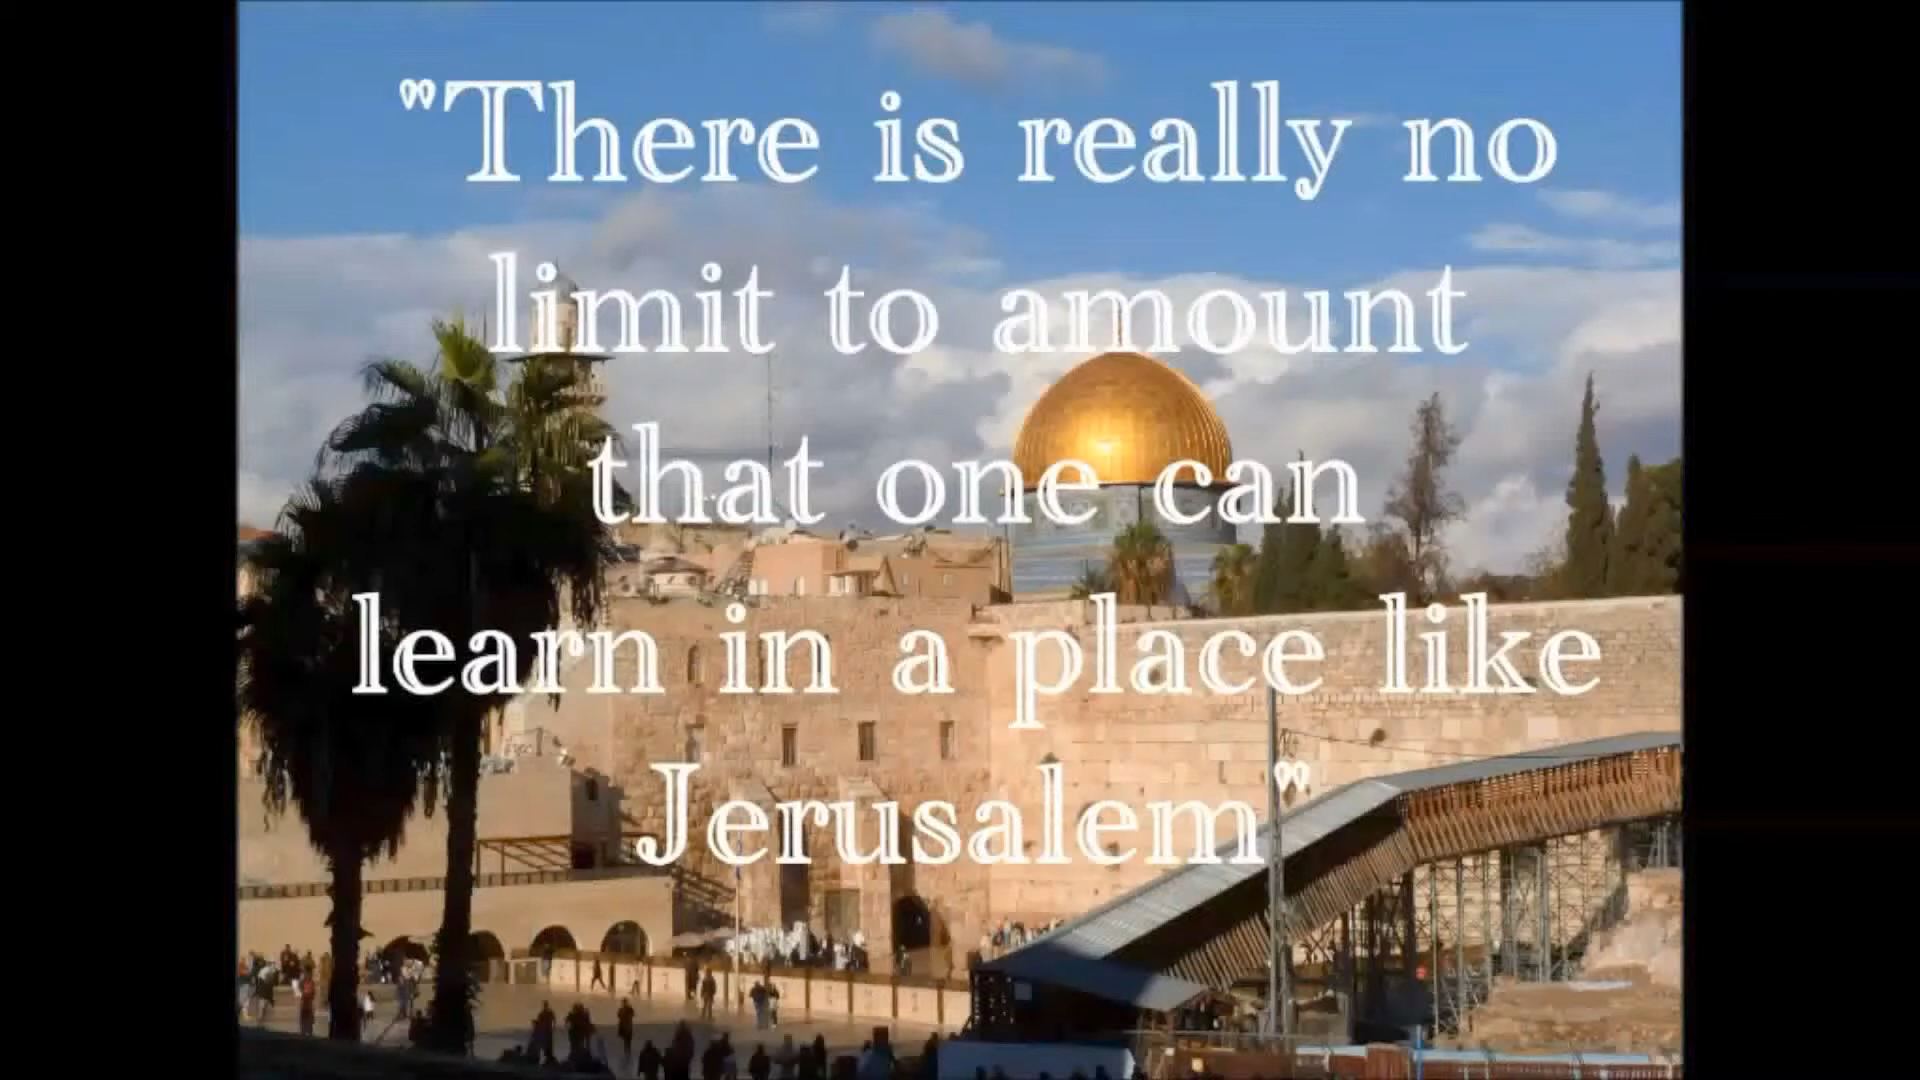 "There is really no
limit to amount
that one can
learn in a place like
Jerusalem"